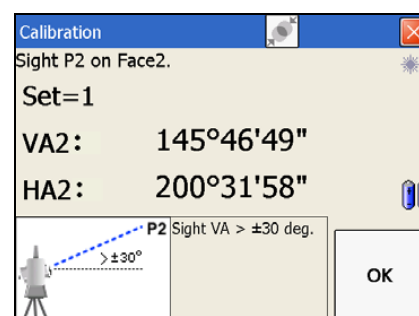 Calibration
Sight P2 on Face2.
Set=1
VA2: 145°46'49"
HA2: 200°31'58"
P2
>±30°
Sight VA > ±30 deg.
OK